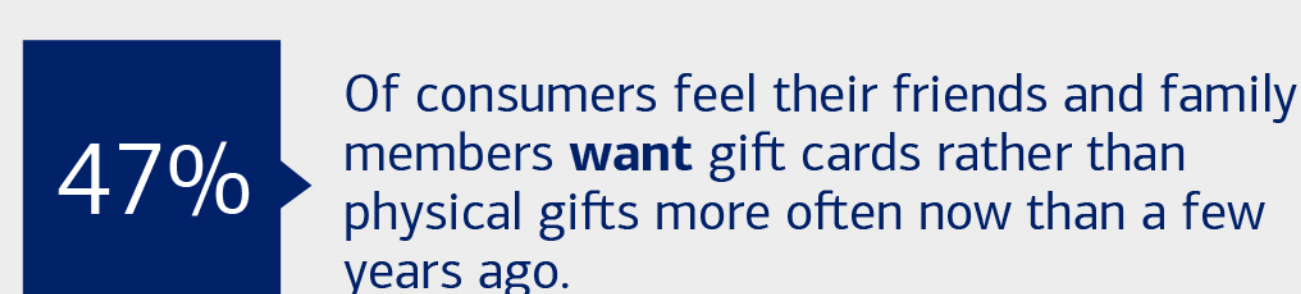 47%
Of consumers feel their friends and family
members want gift cards rather than
physical gifts more often now than a few
years ago.